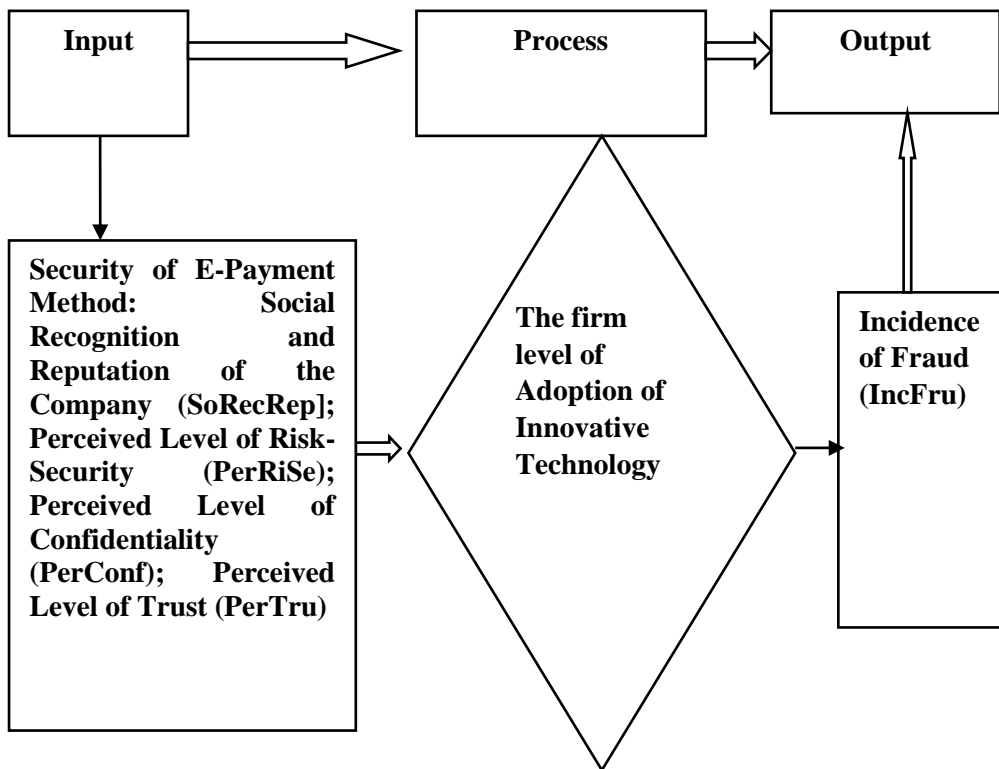 Input
Process
Output
Security of E-Payment
Method: Social
Recognition and
Reputation of the
Company (SoRecRep];
Perceived Level of Risk-
Security (PerRiSe);
Perceived Level of
Confidentiality
(PerConf); Perceived
Level of Trust (PerTru)
The firm
level of
Adoption of
Innovative
Technology
Incidence
of Fraud
(IncFru)